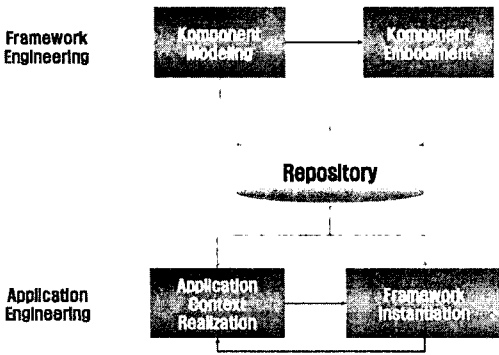 Framework
Engineering
Komponent
Modeling
Komponent
Embodiment
Repository
Application
Engineering
Application
Context
Realization
Framework
Instantiation